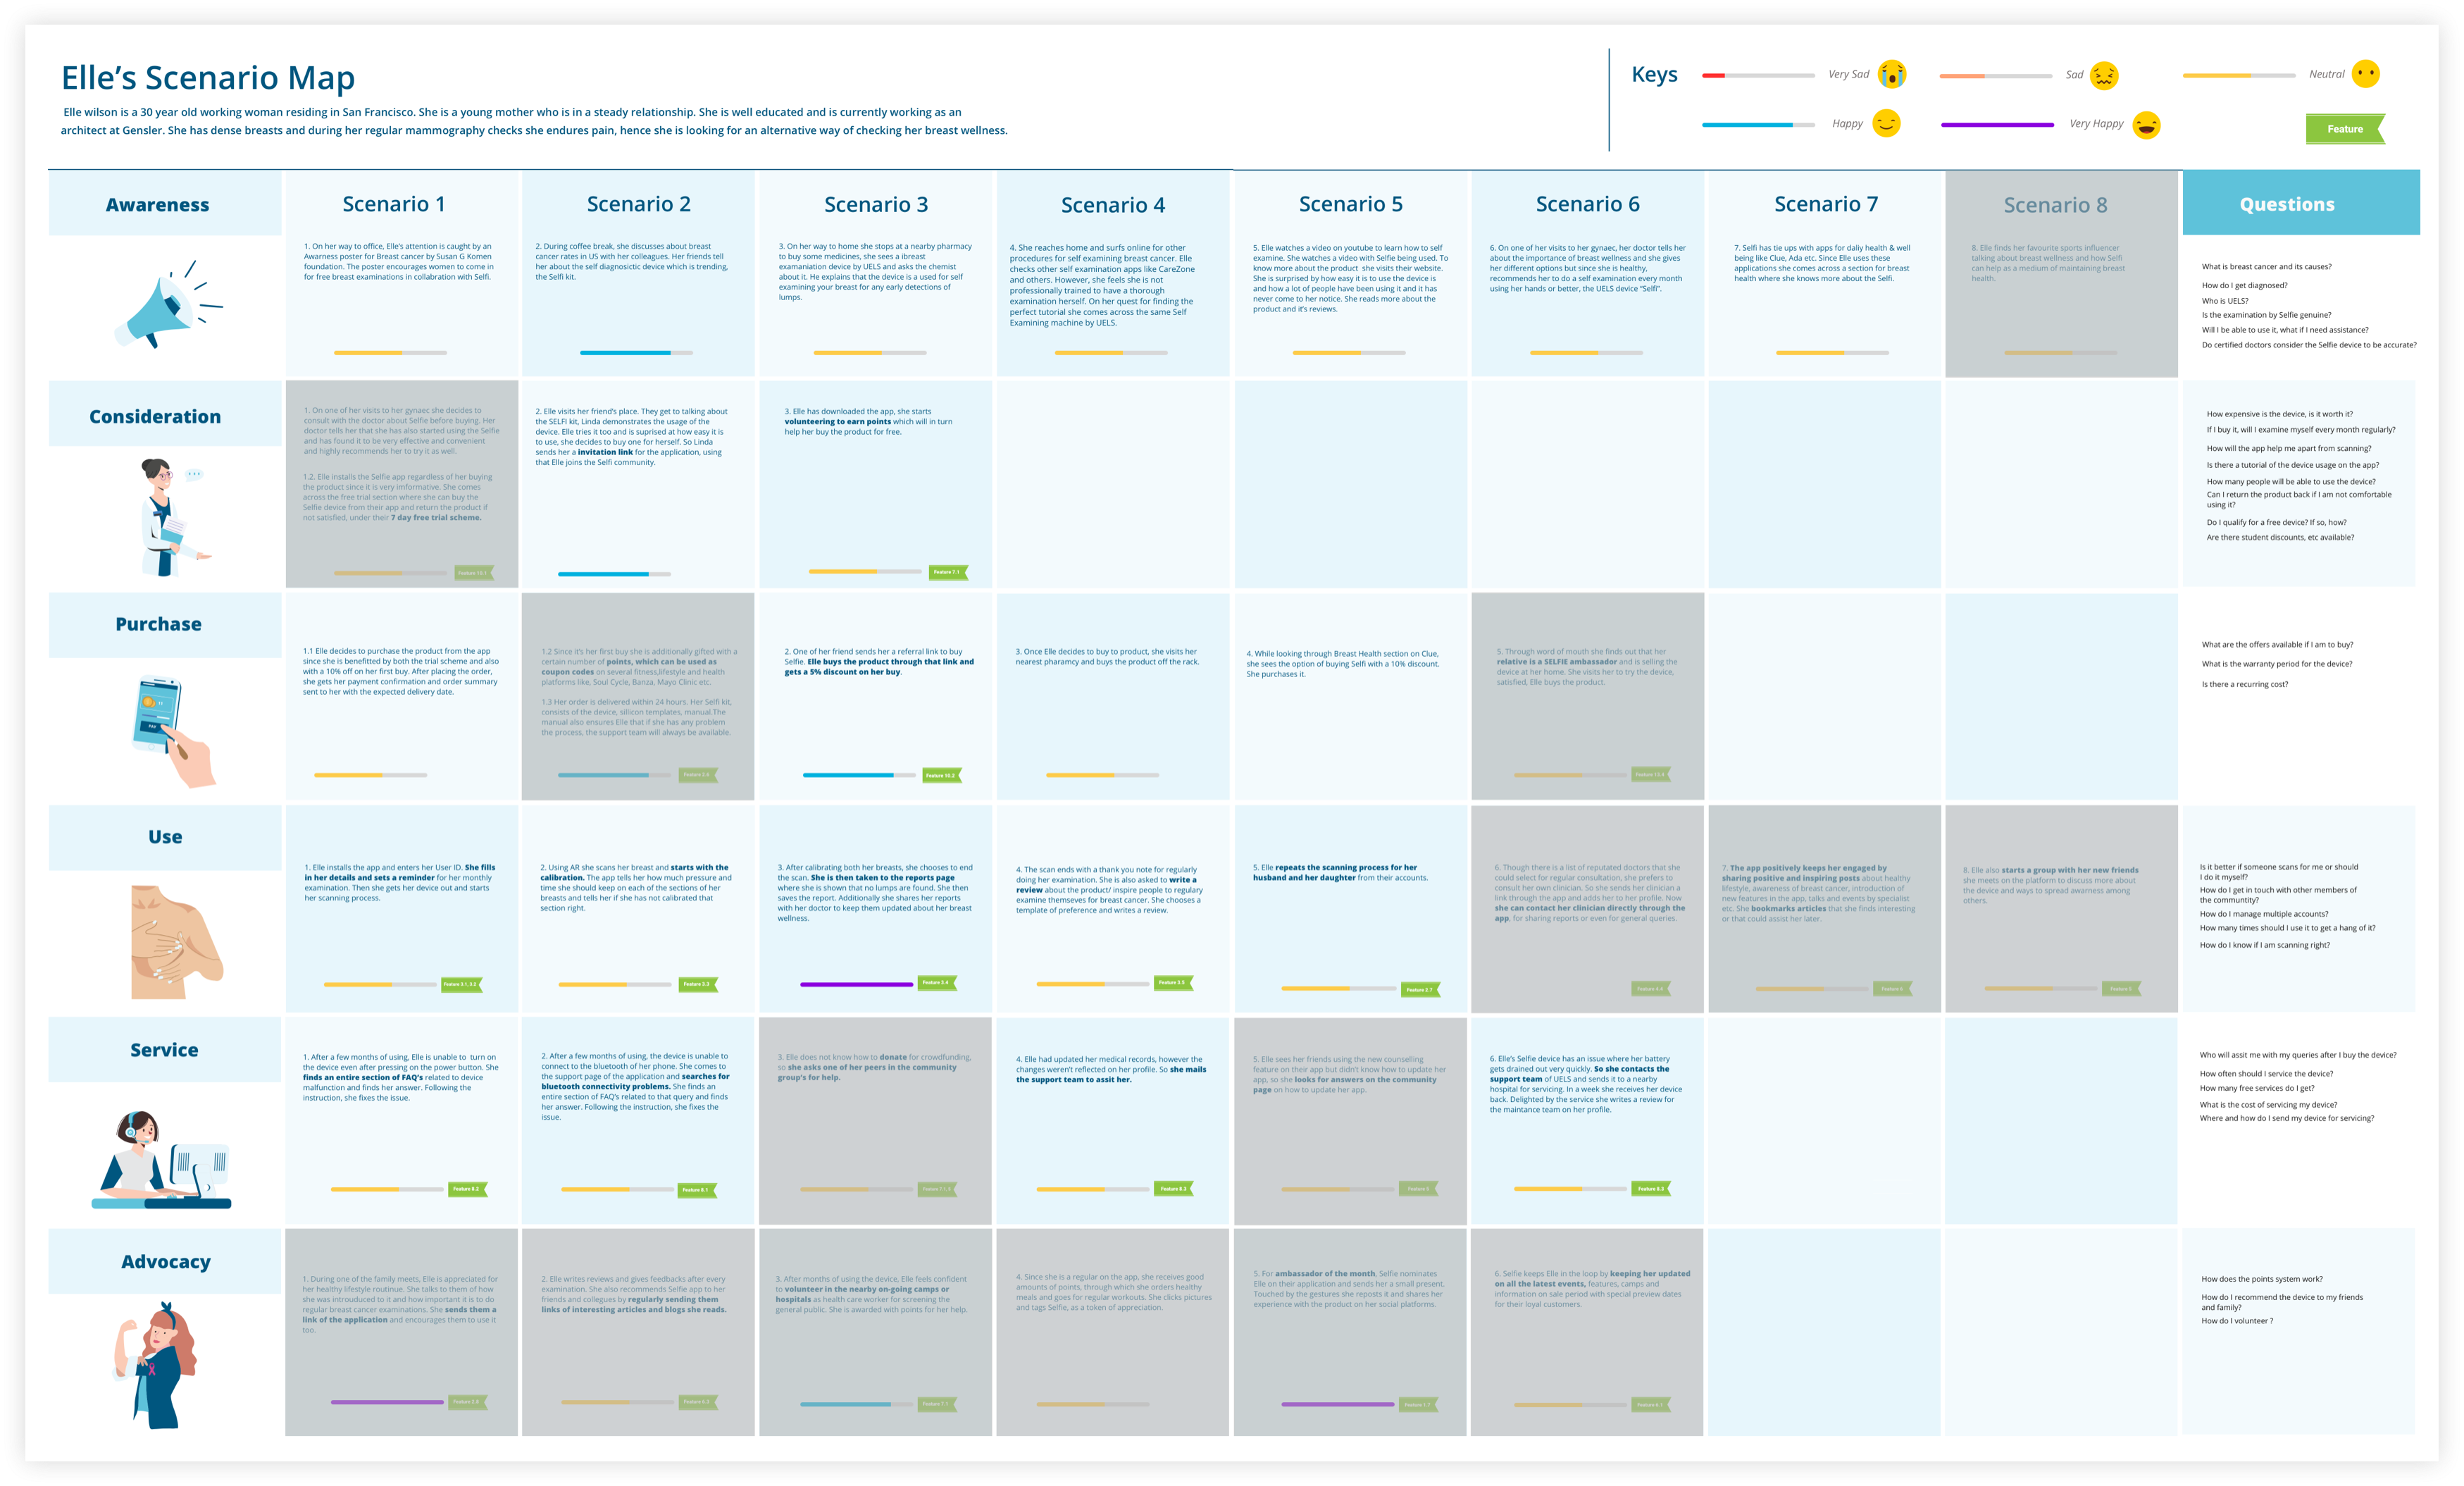 Elle's Scenario Map
Elle wilson is a 30 year old working woman residing in San Francisco. She is a young mother who is in a steady relationship. She is well educated and is currently working as an
architect at Gensler. She has dense breasts and during her regular mammography checks she endures pain, hence she is looking for an alternative way of checking her breast wellness.
Keys
Very Sad
Sad
Neutral
Happy
Very Happy
Feature
Awareness
Scenario 1
Scenario 2
Scenario 3
Scenario 4
Scenario 5
Scenario 6
Scenario 7
Scenario 8
Questions
1. On her way to office, Elle's attention is caught by an
Awarness poster for Breast cancer by Susan G Komen
foundation. The poster encourages women to come in
for free breast examinations in collabration with Selfi.
2. During coffee break, she discusses about breast
cancer rates in US with her colleagues. Her friends tell
her about the self diagnositic device which is trending,
the Selfi kit.
3. On her way to home she stops at a nearby pharmacy
to buy some medicines, she sees a ibreast
examaniation device by UELS and asks the chemist
about it. He explains that the device is a used for self
examining your breast for any early detections of
lumps.
4. She reaches home and surfs online for other
procedures for self examining breast cancer. Elle
checks other self examination apps like CareZone
and others. However, she feels she is not
professionally trained to have a thorough
examination herself. On her quest for finding the
perfect tutorial she comes across the same Self
Examining machine by UELS.
5. Elle watches a video on youtube to learn how to self
examine. She watches a video with Selfie being used. To
know more about the product she visits their website.
She is surprised by how easy it is to use the device is
and how a lot of people have been using it and it has
never come to her notice. She reads more about the
product and it's reviews.
6. On one of her visits to her gynaec, her doctor tells her
about the importance of breast wellness and she gives
her different options but since she is healthy,
recommends her to do a self examination every month
using her hands or better, the UELS device "Selfi".
7. Selfi has tie ups with apps for daliy health & well
being like Clue, Ada etc. Since Elle uses these
applications she comes across a section for breast
health where she knows more about the Selfi.
8. Elle finds her favourite sports influencer
talking about breast wellness and how Selfi
can help as a medium of maintaining breast
health.
What is breast cancer and its causes?
How do I get diagnosed?
Who is UELS?
Is the examination by Selfie genuine?
Will I be able to use it, what if I need assistance?
Do certified doctors consider the Selfie device to be accurate?
Consideration
1. On one of her visits to her gynaec she decides to
consult with the doctor about Selfie before buying. Her
doctor tells her that she has also started using the Selfie
and has found it to be very effective and convenient
and highly recommends her to try it as well.
1.2. Elle installs the Selfie app regardless of her buying
the product since it is very imformative. She comes
across the free trial section where she can buy the
Selfie device from their app and return the product if
not satisfied, under their 7 day free trial scheme.
2. Elle visits her friend's place. They get to talking about
the SELFI kit, Linda demonstrates the usage of the
device. Elle tries it too and is suprised at how easy it is
to use, she decides to buy one for herself. So Linda
sends her a invitation link for the application, using
that Elle joins the Selfi community.
3. Elle has downloaded the app, she starts
volunteering to earn points which will in turn
help her buy the product for free.
Feature 7.1
How expensive is the device, is it worth it?
If I buy it, will I examine myself every month regularly?
How will the app help me apart from scanning?
Is there a tutorial of the device usage on the app?
How many people will be able to use the device?
Can I return the product back if I am not comfortable
using it?
Do I qualify for a free device? If so, how?
Are there student discounts, etc available?
Purchase
1.1 Elle decides to purchase the product from the app
since she is benefitted by both the trial scheme and also
with a 10% off on her first buy. After placing the order,
she gets her payment confirmation and order summary
sent to her with the expected delivery date.
1.2 Since it's her first buy she is additionally gifted with a
certain number of points, which can be used as
coupon codes on several fitness,lifestyle and health
platforms like, Soul Cycle, Banza, Mayo Clinic etc.
1.3 Her order is delivered within 24 hours. Her Selfi kit,
consists of the device, sillicon templates, manual.The
manual also ensures Elle that if she has any problem
the process, the support team will always be available.
2. One of her friend sends her a referral link to buy
Selfie. Elle buys the product through that link and
gets a 5% discount on her buy.
Feature 10.2
3. Once Elle decides to buy to product, she visits her
nearest pharamcy and buys the product off the rack.
4. While looking through Breast Health section on Clue,
she sees the option of buying Selfi with a 10% discount.
She purchases it.
5. Through word of mouth she finds out that her
relative is a SELFIE ambassador and is selling the
device at her home. She visits her to try the device,
satisfied, Elle buys the product.
What are the offers available if I am to buy?
What is the warranty period for the device?
Is there a recurring cost?
Use
1. Elle installs the app and enters her User ID. She fills
in her details and sets a reminder for her monthly
examination. Then she gets her device out and starts
her scanning process.
Feature 3.1, 3.2
2. Using AR she scans her breast and starts with the
calibration. The app tells her how much pressure and
time she should keep on each of the sections of her
breasts and tells her if she has not calibrated that
section right.
Feature 3.3
3. After calibrating both her breasts, she chooses to end
the scan. She is then taken to the reports page
where she is shown that no lumps are found. She then
saves the report. Additionally she shares her reports
with her doctor to keep them updated about her breast
wellness.
Feature 3.4
4. The scan ends with a thank you note for regularly
doing her examination. She is also asked to write a
review about the product/ inspire people to regulary
examine themseves for breast cancer. She chooses a
template of preference and writes a review.
Feature 3.5
5. Elle repeats the scanning process for her
husband and her daughter from their accounts.
Feature 2.7
6. Though there is a list of reputated doctors that she
could select for regular consultation, she prefers to
consult her own clinician. So she sends her clinician a
link through the app and adds her to her profile. Now
she can contact her clinician directly through the
app, for sharing reports or even for general queries.
7. The app positively keeps her engaged by
sharing positive and inspiring posts about healthy
lifestyle, awareness of breast cancer, introduction of
new features in the app, talks and events by specialist
etc. She bookmarks articles that she finds interesting
or that could assist her later.
8. Elle also starts a group with her new friends
she meets on the platform to discuss more about
the device and ways to spread awarness among
others.
Is it better if someone scans for me or should
I do it myself?
How do I get in touch with other members of
the communtity?
How do I manage multiple accounts?
How many times should I use it to get a hang of it?
How do I know if I am scanning right?
Service
1. After a few months of using, Elle is unable to turn on
the device even after pressing on the power button. She
finds an entire section of FAQ's related to device
malfunction and finds her answer. Following the
instruction, she fixes the issue.
Feature 8.2
2. After a few months of using, the device is unable to
connect to the bluetooth of her phone. She comes to
the support page of the application and searches for
bluetooth connectivity problems. She finds an
entire section of FAQ's related to that query and finds
her answer. Following the instruction, she fixes the
issue.
Feature 8.1
3. Elle does not know how to donate for crowdfunding,
so she asks one of her peers in the community
group's for help.
4. Elle had updated her medical records, however the
changes weren't reflected on her profile. So she mails
the support team to assit her.
Feature 8.3
5. Elle sees her friends using the new counselling
feature on their app but didn't know how to update her
app, so she looks for answers on the community
page on how to update her app.
6. Elle's Selfie device has an issue where her battery
gets drained out very quickly. So she contacts the
support team of UELS and sends it to a nearby
hospital for servicing. In a week she receives her device
back. Delighted by the service she writes a review for
the maintance team on her profile.
Feature 8.3
Who will assit me with my queries after I buy the device?
How often should I service the device?
How many free services do I get?
What is the cost of servicing my device?
Where and how do I send my device for servicing?
Advocacy
1. During one of the family meets, Elle is appreciated for
her healthy lifestyle routinue. She talks to them of how
she was introuduced to it and how important it is to do
regular breast cancer examinations. She sends them a
link of the application and encourages them to use it
too.
2. Elle writes reviews and gives feedbacks after every
examination. She also recommends Selfie app to her
friends and collegues by regularly sending them
links of interesting articles and blogs she reads.
3. After months of using the device, Elle feels confident
to volunteer in the nearby on-going camps or
hospitals as health care worker for screening the
general public. She is awarded with points for her help.
4. Since she is a regular on the app, she receives good
amounts of points, through which she orders healthy
meals and goes for regular workouts. She clicks pictures
and tags Selfie, as a token of appreciation.
5. For ambassador of the month, Selfie nominates
Elle on their application and sends her a small present.
Touched by the gestures she reposts it and shares her
experience with the product on her social platforms.
6. Selfie keeps Elle in the loop by keeping her updated
on all the latest events, features, camps and
information on sale period with special preview dates
for their loyal customers.
How does the points system work?
How do I recommend the device to my friends
and family?
How do I volunteer ?